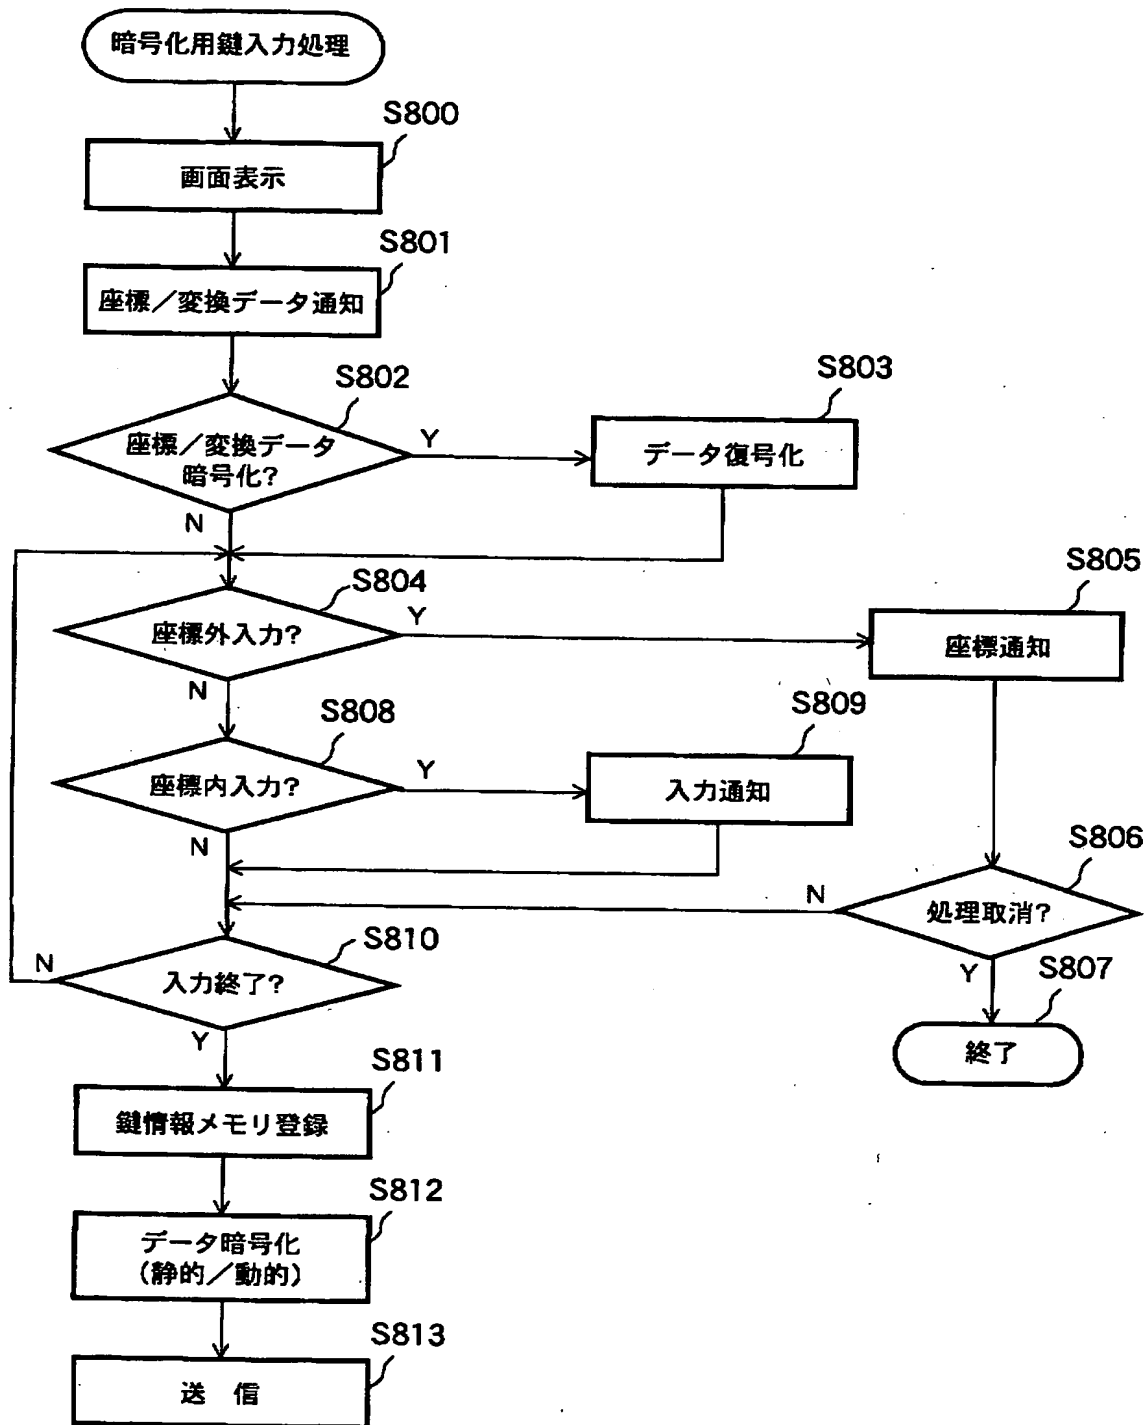 暗号化用鍵入力処理
S800
画面表示
S801
座標／変換データ通知
S802
座標／変換データ
暗号化?
Y
N
S803
データ復号化
S804
座標外入力?
Y
N
S805
座標通知
S808
座標内入力?
Y
N
S809
入力通知
S806
処理取消?
N
Y
S807
終了
S810
入力終了?
N
Y
S811
鍵情報メモリ登録
S812
データ暗号化
(静的／動的)
S813
送 信